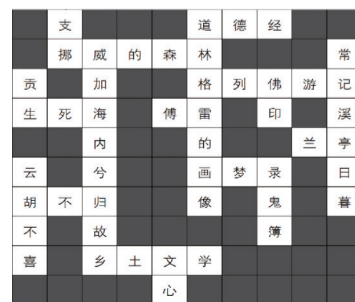 支道德经
挪威的森林常
贡加格列佛游记
生死海傅雷印溪
内的兰亭
云兮画梦录日
胡不归像鬼暮
不故簿
喜乡土文学
心